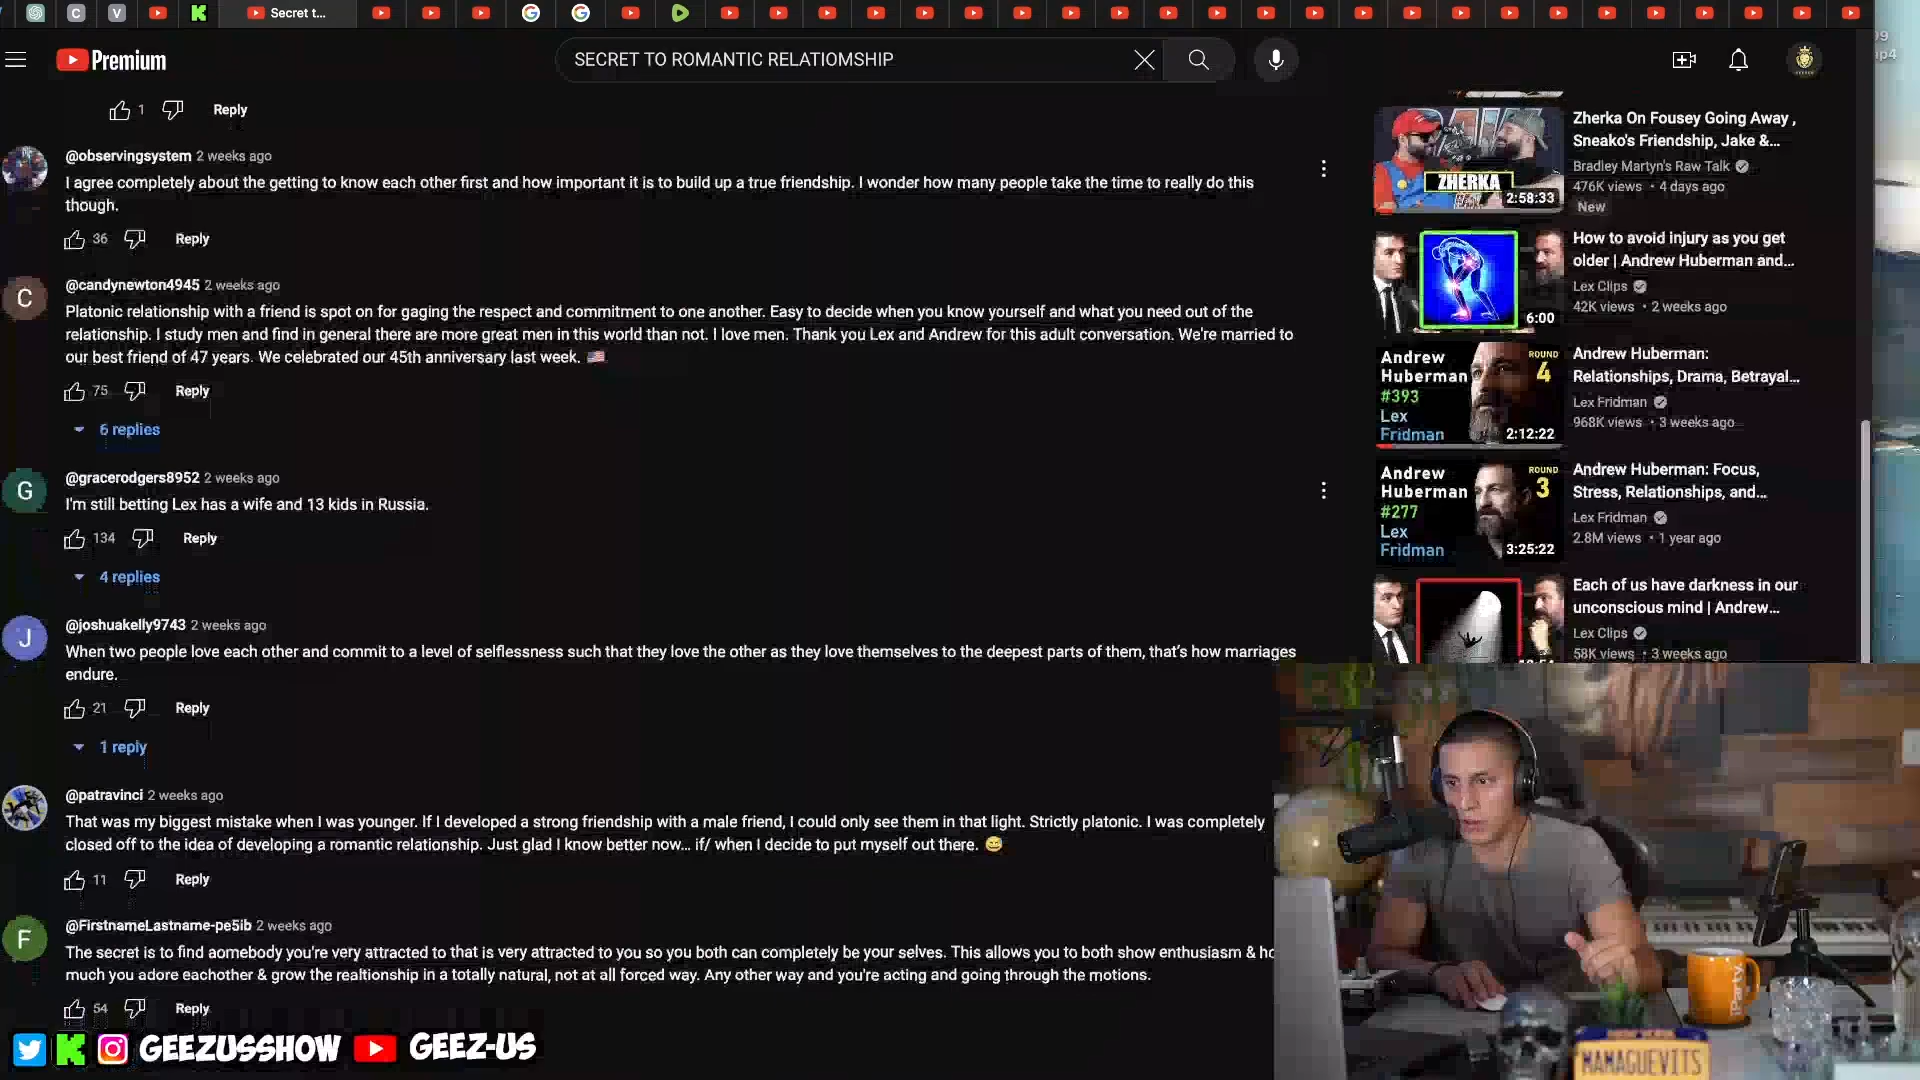 Secret t...
Premium
SECRET TO ROMANTIC RELATIOMSHIP
1 Reply
@observingsystem 2 weeks ago
I agree completely about the getting to know each other first and how important it is to build up a true friendship. I wonder how many people take the time to really do this
though.
36 Reply
@candynewton4945 2 weeks ago
Platonic relationship with a friend is spot on for gaging the respect and commitment to one another. Easy to decide when you know yourself and what you need out of the
relationship. I study men and find in general there are more great men in this world than not. I love men. Thank you Lex and Andrew for this adult conversation. We're married to
our best friend of 47 years. We celebrated our 45th anniversary last week. 🇺🇸
75 Reply
6 replies
G
@gracerodgers8952 2 weeks ago
I'm still betting Lex has a wife and 13 kids in Russia.
134 Reply
4 replies
J
@joshuakelly9743 2 weeks ago
When two people love each other and commit to a level of selflessness such that they love the other as they love themselves to the deepest parts of them, that's how marriages
endure.
21 Reply
1 reply
@patravinci 2 weeks ago
That was my biggest mistake when I was younger. If I developed a strong friendship with a male friend, I could only see them in that light. Strictly platonic. I was completely
closed off to the idea of developing a romantic relationship. Just glad I know better now... if/ when I decide to put myself out there. 😅
11 Reply
F
@FirstnameLastname-pe5ib 2 weeks ago
The secret is to find aomebody you're very attracted to that is very attracted to you so you both can completely be your selves. This allows you to both show enthusiasm & ho
much you adore eachother & grow the realtionship in a totally natural, not at all forced way. Any other way and you're acting and going through the motions.
54 Reply
GEEZUSSHOW GEEZ-US
ZHERKA
2:58:33
Zherka On Fousey Going Away ,
Sneako's Friendship, Jake &...
Bradley Martyn's Raw Talk
476K views • 4 days ago
New
6:00
How to avoid injury as you get
older | Andrew Huberman and...
Lex Clips
42K views • 2 weeks ago
Andrew
Huberman
#393
Lex
Fridman
ROUND
4
2:12:22
Andrew Huberman:
Relationships, Drama, Betrayal...
Lex Fridman
968K views • 3 weeks ago
Andrew
Huberman
#277
Lex
Fridman
ROUND
3
3:25:22
Andrew Huberman: Focus,
Stress, Relationships, and...
Lex Fridman
2.8M views • 1 year ago
Each of us have darkness in our
unconscious mind | Andrew...
Lex Clips
58K views • 3 weeks ago
iParty
MAMAGUEVITS